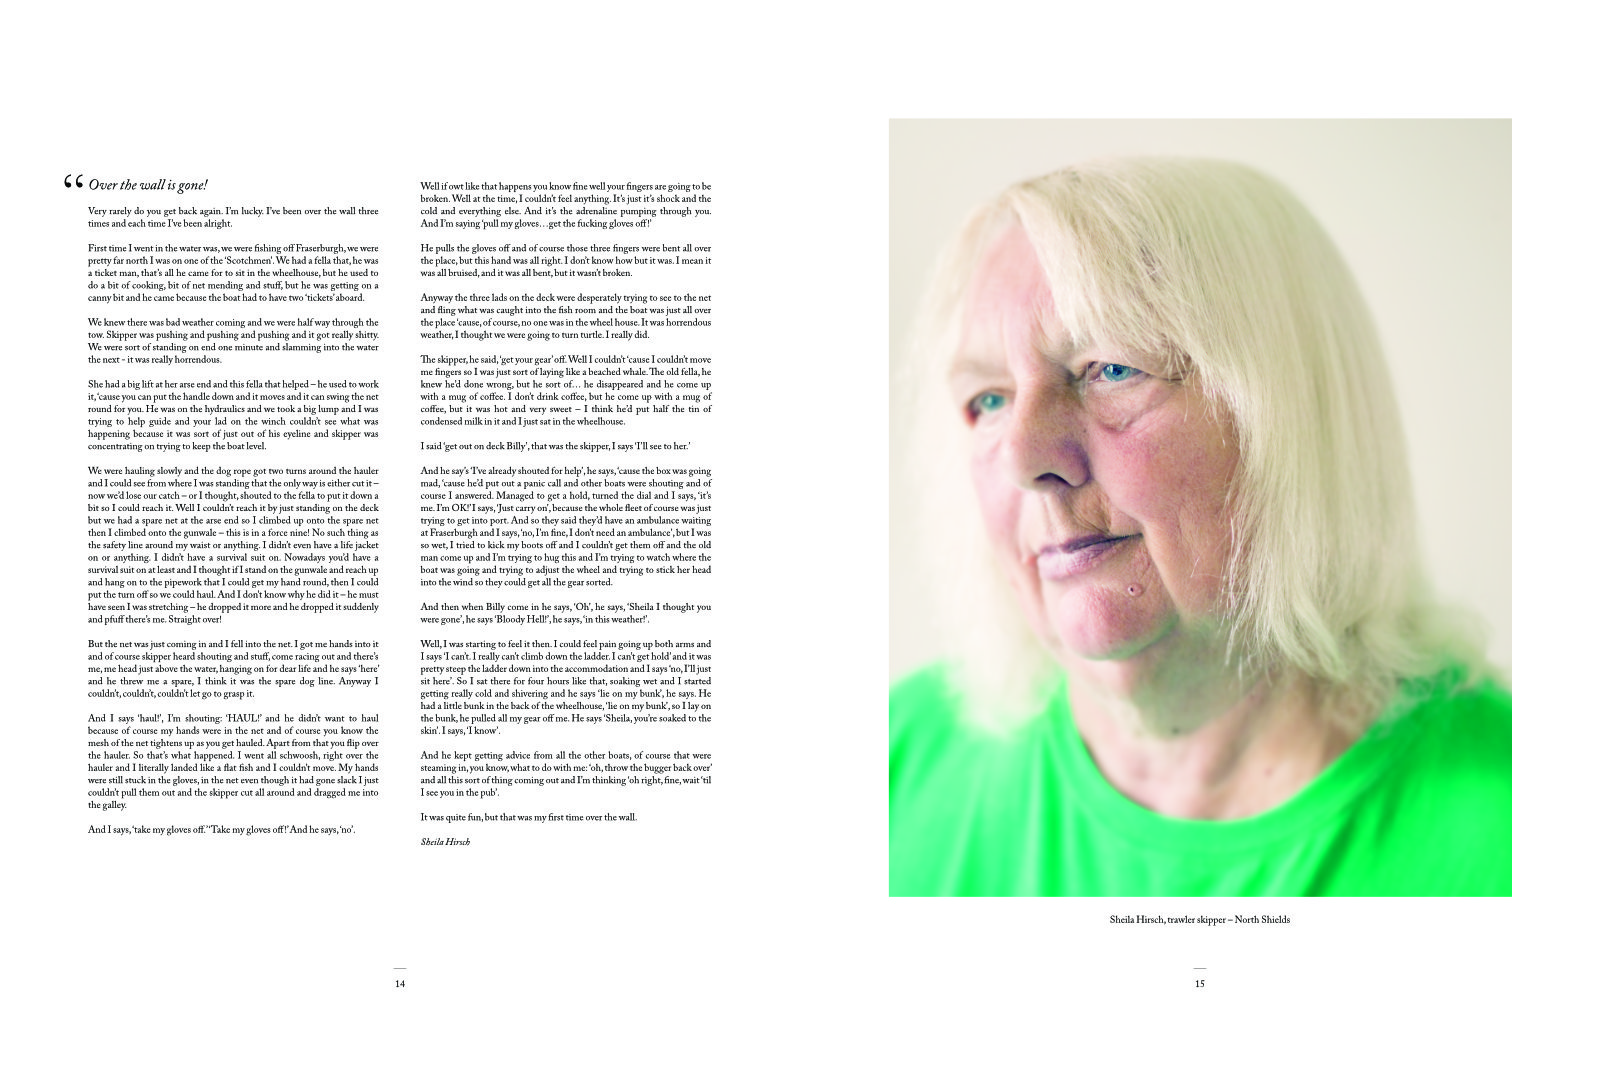 “ Over the wall is gone!
Very rarely do you get back again. I'm lucky. I've been over the wall three
times and each time I've been alright.
First time I went in the water was, we were fishing off Fraserburgh, we were
pretty far north I was on one of the 'Scotchmen'. We had a fella that, he was
a ticket man, that's all he came for to sit in the wheelhouse, but he used to
do a bit of cooking, bit of net mending and stuff, but he was getting on a
canny bit and he came because the boat had to have two 'tickets' aboard.
We knew there was bad weather coming and we were half way through the
tow. Skipper was pushing and pushing and pushing and it got really shitty.
We were sort of standing on end one minute and slamming into the water
the next - it was really horrendous.
She had a big lift at her arse end and this fella that helped – he used to work
it, 'cause you can put the handle down and it moves and it can swing the net
round for you. He was on the hydraulics and we took a big lump and I was
trying to help guide and your lad on the winch couldn't see what was
happening because it was sort of just out of his eyeline and skipper was
concentrating on trying to keep the boat level.
We were hauling slowly and the dog rope got two turns around the hauler
and I could see from where I was standing that the only way is either cut it –
now we'd lose our catch – or I thought, shouted to the fella to put it down a
bit so I could reach it. Well I couldn't reach it by just standing on the deck
but we had a spare net at the arse end so I climbed up onto the spare net
then I climbed onto the gunwale – this is in a force nine! No such thing as
the safety line around my waist or anything. I didn't even have a life jacket
on or anything. I didn't have a survival suit on. Nowadays you'd have a
survival suit on at least and I thought if I stand on the gunwale and reach up
and hang on to the pipework that I could get my hand round, then I could
put the turn off so we could haul. And I don't know why he did it – he must
have seen I was stretching – he dropped it more and he dropped it suddenly
and pfuff there's me. Straight over!
But the net was just coming in and I fell into the net. I got me hands into it
and of course skipper heard shouting and stuff, come racing out and there's
me, me head just above the water, hanging on for dear life and he says 'here'
and he threw me a spare, I think it was the spare dog line. Anyway I
couldn't, couldn't, couldn't let go to grasp it.
And I says 'haul!', I'm shouting: 'HAUL!' and he didn't want to haul
because of course my hands were in the net and of course you know the
mesh of the net tightens up as you get hauled. Apart from that you flip over
the hauler. So that's what happened. I went all schwoosh, right over the
hauler and I literally landed like a flat fish and I couldn't move. My hands
were still stuck in the gloves, in the net even though it had gone slack I just
couldn't pull them out and the skipper cut all around and dragged me into
the galley.
And I says, 'take my gloves off.' 'Take my gloves off!' And he says, 'no'.
Well if owt like that happens you know fine well your fingers are going to be
broken. Well at the time, I couldn't feel anything. It's just it's shock and the
cold and everything else. And it's the adrenaline pumping through you.
And I'm saying 'pull my gloves…get the fucking gloves off!'
He pulls the gloves off and of course those three fingers were bent all over
the place, but this hand was all right. I don't know how but it was. I mean it
was all bruised, and it was all bent, but it wasn't broken.
Anyway the three lads on the deck were desperately trying to see to the net
and fling what was caught into the fish room and the boat was just all over
the place 'cause, of course, no one was in the wheel house. It was horrendous
weather, I thought we were going to turn turtle. I really did.
The skipper, he said, 'get your gear' off. Well I couldn't 'cause I couldn't move
me fingers so I was just sort of laying like a beached whale. The old fella, he
knew he'd done wrong, but he sort of… he disappeared and he come up
with a mug of coffee. I don't drink coffee, but he come up with a mug of
coffee, but it was hot and very sweet – I think he'd put half the tin of
condensed milk in it and I just sat in the wheelhouse.
I said 'get out on deck Billy', that was the skipper, I says 'I'll see to her.'
And he say's 'I've already shouted for help', he says, 'cause the box was going
mad, 'cause he'd put out a panic call and other boats were shouting and of
course I answered. Managed to get a hold, turned the dial and I says, 'it's
me. I'm OK!' I says, 'Just carry on', because the whole fleet of course was just
trying to get into port. And so they said they'd have an ambulance waiting
at Fraserburgh and I says, 'no, I'm fine, I don't need an ambulance', but I was
so wet, I tried to kick my boots off and I couldn't get them off and the old
man come up and I'm trying to hug this and I'm trying to watch where the
boat was going and trying to adjust the wheel and trying to stick her head
into the wind so they could get all the gear sorted.
And then when Billy come in he says, 'Oh', he says, 'Sheila I thought you
were gone', he says 'Bloody Hell!', he says, 'in this weather!'.
Well, I was starting to feel it then. I could feel pain going up both arms and
I says 'I can't. I really can't climb down the ladder. I can't get hold' and it was
pretty steep the ladder down into the accommodation and I says 'no, I'll just
sit here'. So I sat there for four hours like that, soaking wet and I started
getting really cold and shivering and he says 'lie on my bunk', he says. He
had a little bunk in the back of the wheelhouse, 'lie on my bunk', so I lay on
the bunk, he pulled all my gear off me. He says 'Sheila, you're soaked to the
skin'. I says, 'I know'.
And he kept getting advice from all the other boats, of course that were
steaming in, you know, what to do with me: 'oh, throw the bugger back over'
and all this sort of thing coming out and I'm thinking 'oh right, fine, wait 'til
I see you in the pub'.
It was quite fun, but that was my first time over the wall.
Sheila Hirsch
Sheila Hirsch, trawler skipper – North Shields
14
15